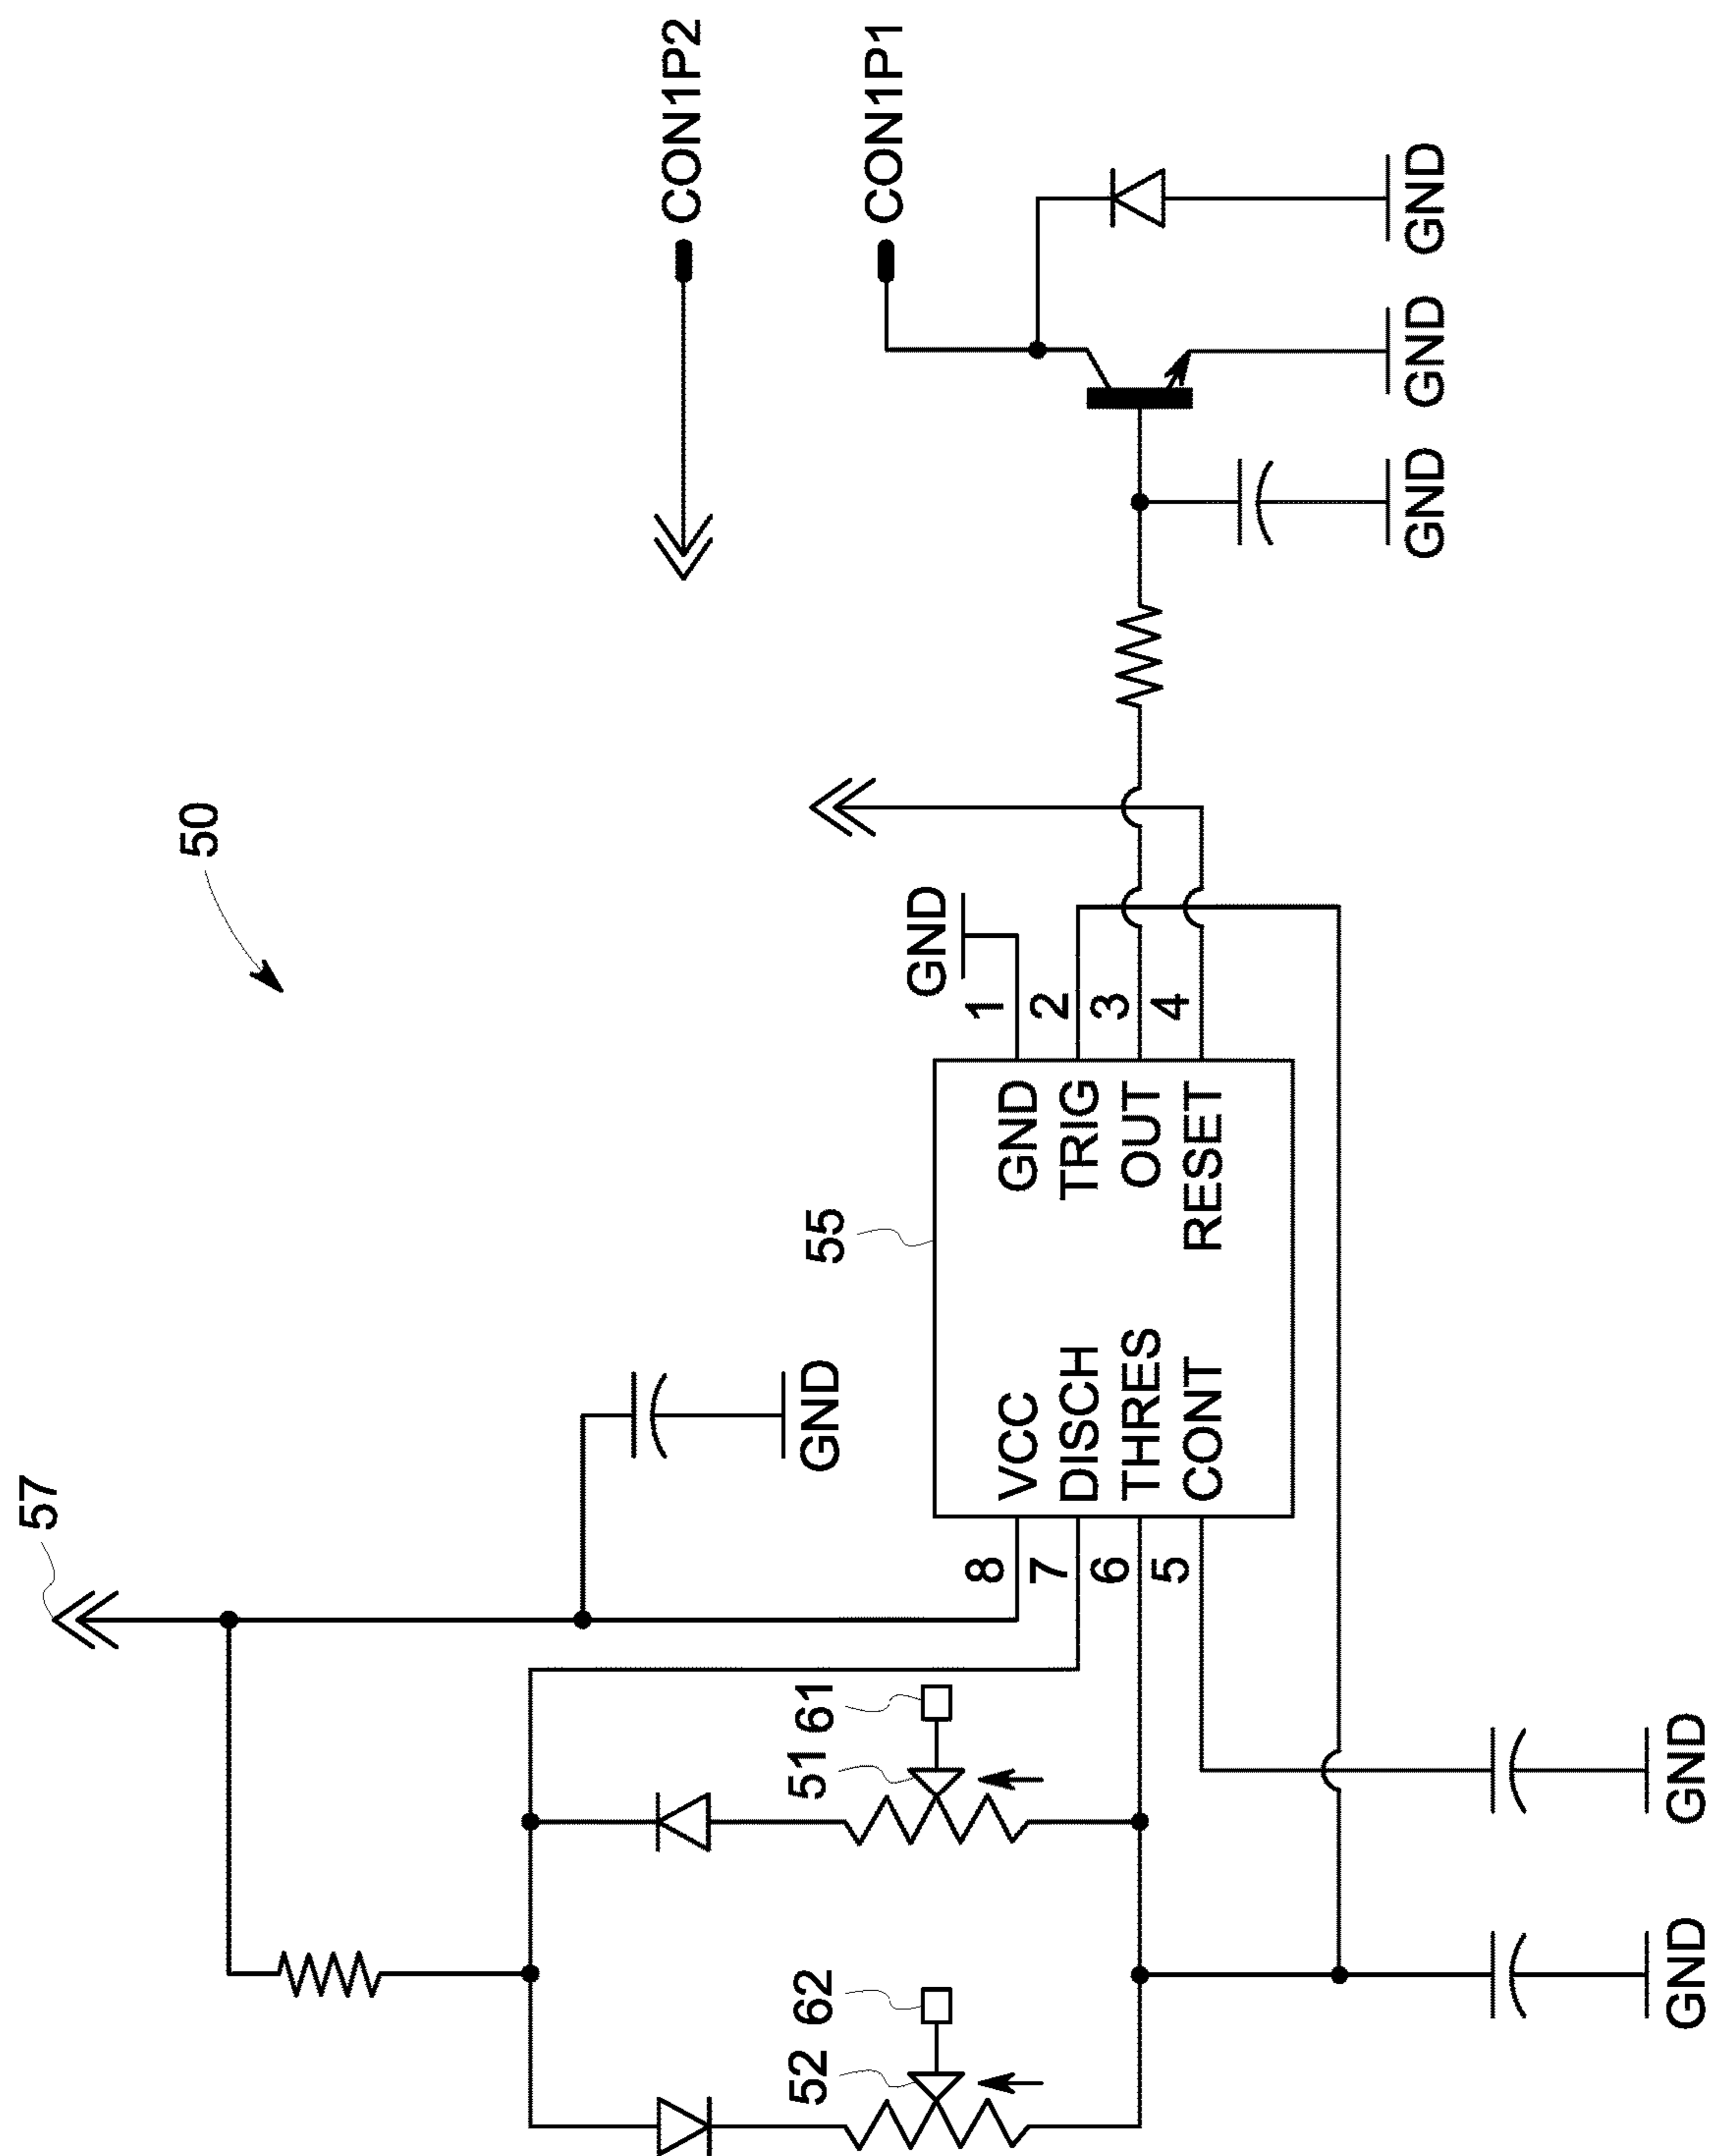 50
57
CON1P2
CON1P1
GND
GND
GND
GND
GND
55
8
7
6
5
VCC
DISCH
THRES
CONT
GND
TRIG
OUT
RESET
1
2
3
4
51
61
52
62
GND
GND